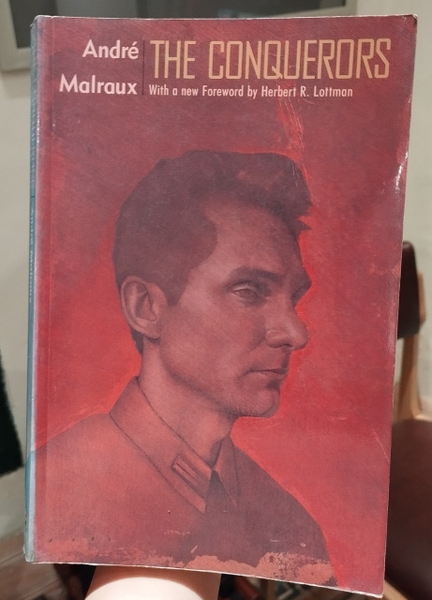 André
Malraux
THE CONQUERORS
With a new Foreword by Herbert R. Lottman